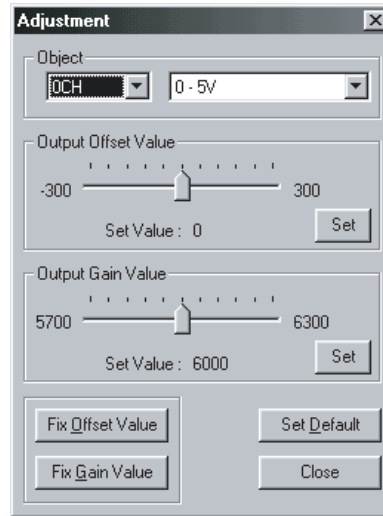 Adjustment
Object
0CH
0 - 5V
Output Offset Value
-300
300
Set Value : 0
Set
Output Gain Value
5700
6300
Set Value : 6000
Set
Fix Offset Value
Set Default
Fix Gain Value
Close